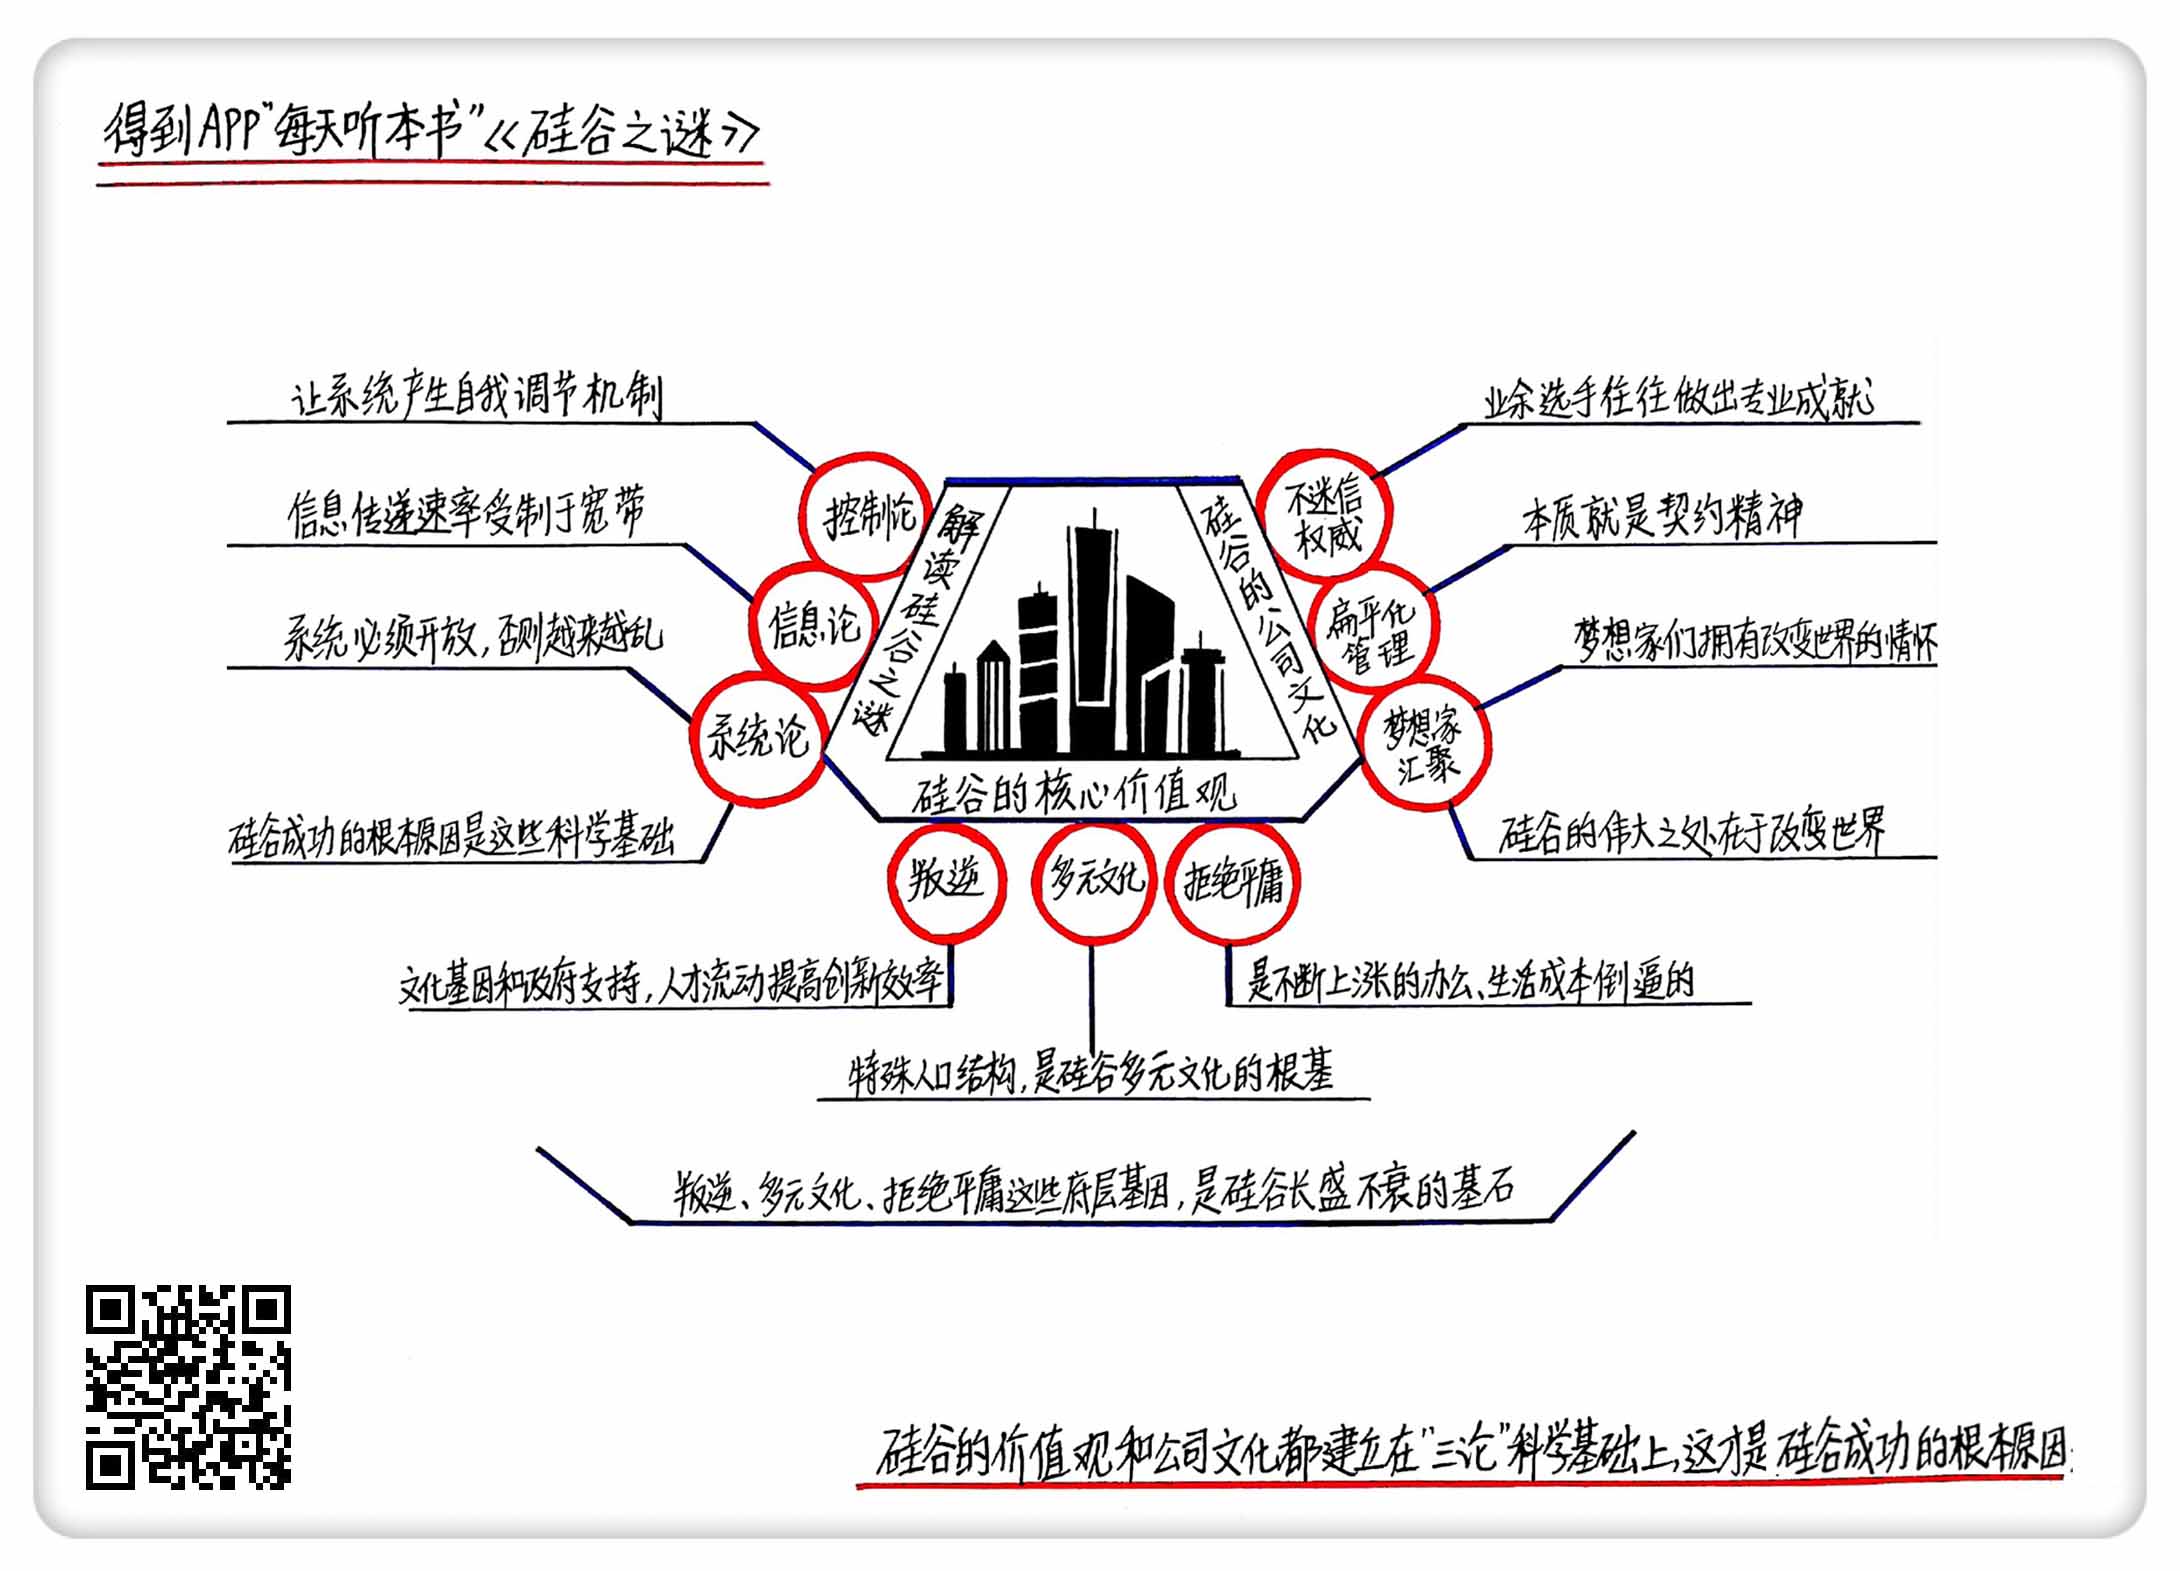 得到APP“每天听本书”《硅谷之谜》
让系统产生自我调节机制
控制论
信息传递速率受制于宽带
信息论
系统必须开放，否则越来越乱
系统论
硅谷成功的根本原因是这些科学基础
解读硅谷之谜
硅谷的公司文化
硅谷的核心价值观
不迷信
权威
业余选手往往做出专业成就
扁平化
管理
本质就是契约精神
梦想家
汇聚
梦想家们拥有改变世界的情怀
硅谷的伟大之处在于改变世界
叛逆
多元文化
拒绝平庸
文化基因和政府支持，人才流动提高创新效率
是不断上涨的办公、生活成本倒逼的
特殊人口结构，是硅谷多元文化的根基
叛逆、多元文化、拒绝平庸这些底层基因，是硅谷长盛不衰的基石
硅谷的价值观和公司文化都建立在“三论”科学基础上，这才是硅谷成功的根本原因